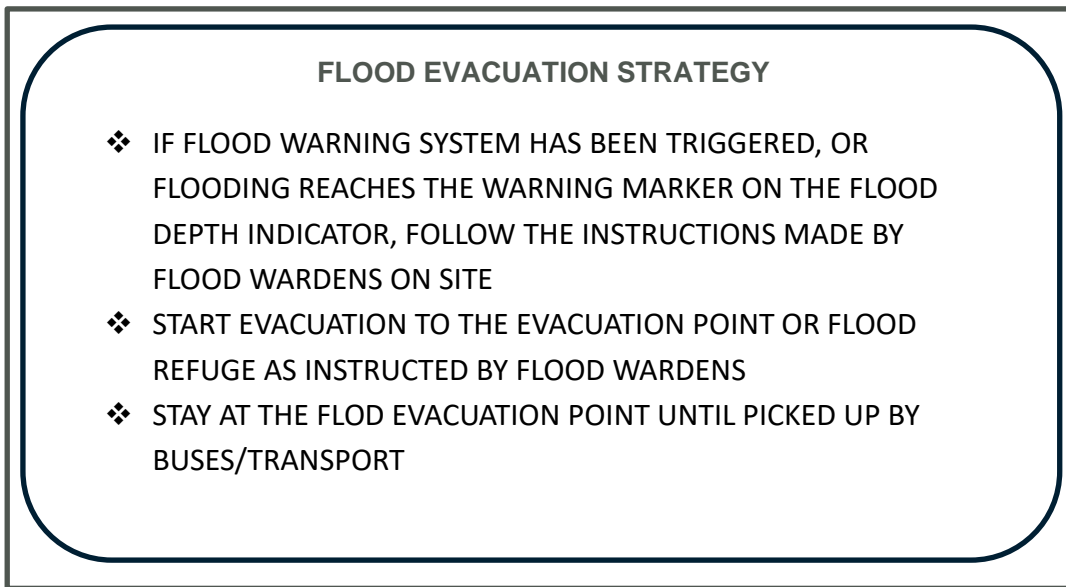 FLOOD EVACUATION STRATEGY
❖ IF FLOOD WARNING SYSTEM HAS BEEN TRIGGERED, OR
FLOODING REACHES THE WARNING MARKER ON THE FLOOD
DEPTH INDICATOR, FOLLOW THE INSTRUCTIONS MADE BY
FLOOD WARDENS ON SITE
❖ START EVACUATION TO THE EVACUATION POINT OR FLOOD
REFUGE AS INSTRUCTED BY FLOOD WARDENS
❖ STAY AT THE FLOD EVACUATION POINT UNTIL PICKED UP BY
BUSES/TRANSPORT